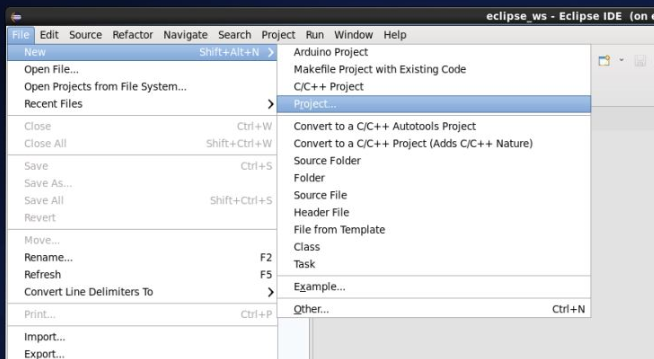 eclipse_ws - Eclipse IDE (on
File Edit Source Refactor Navigate Search Project Run Window Help
New Shift+Alt+N
Open File...
Open Projects from File System...
Recent Files
Close Ctrl+W
Close All Shift+Ctrl+W
Save Ctrl+S
Save As...
Save All Shift+Ctrl+S
Revert
Move...
Rename... F2
Refresh F5
Convert Line Delimiters To
Print... Ctrl+P
Import...
Export...
Arduino Project
Makefile Project with Existing Code
C/C++ Project
Project...
Convert to a C/C++ Autotools Project
Convert to a C/C++ Project (Adds C/C++ Nature)
Source Folder
Folder
Source File
Header File
File from Template
Class
Task
Example...
Other... Ctrl+N